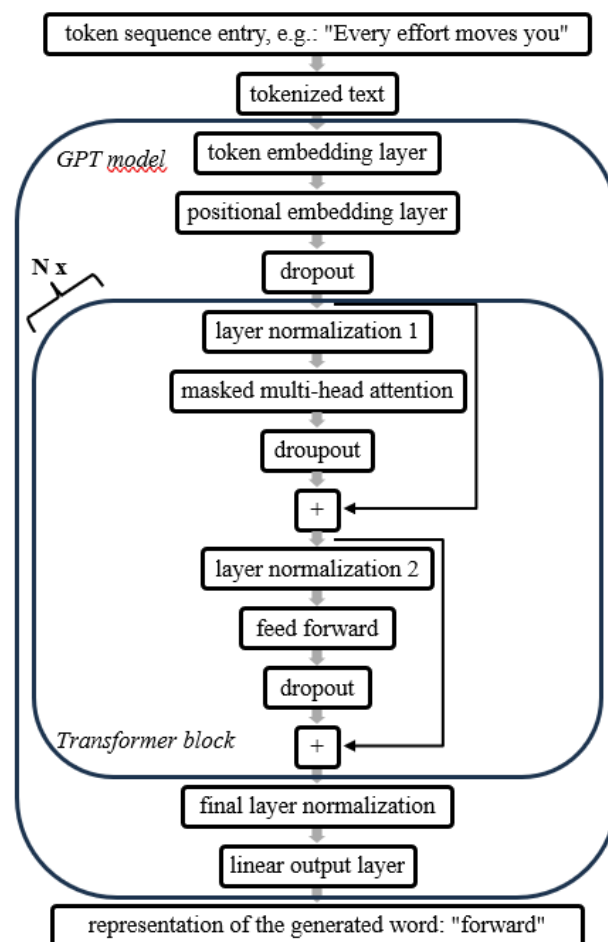 token sequence entry, e.g.: "Every effort moves you"
tokenized text
GPT model
token embedding layer
positional embedding layer
dropout
N x
layer normalization 1
masked multi-head attention
droupout
+
layer normalization 2
feed forward
dropout
Transformer block
+
final layer normalization
linear output layer
representation of the generated word: "forward"